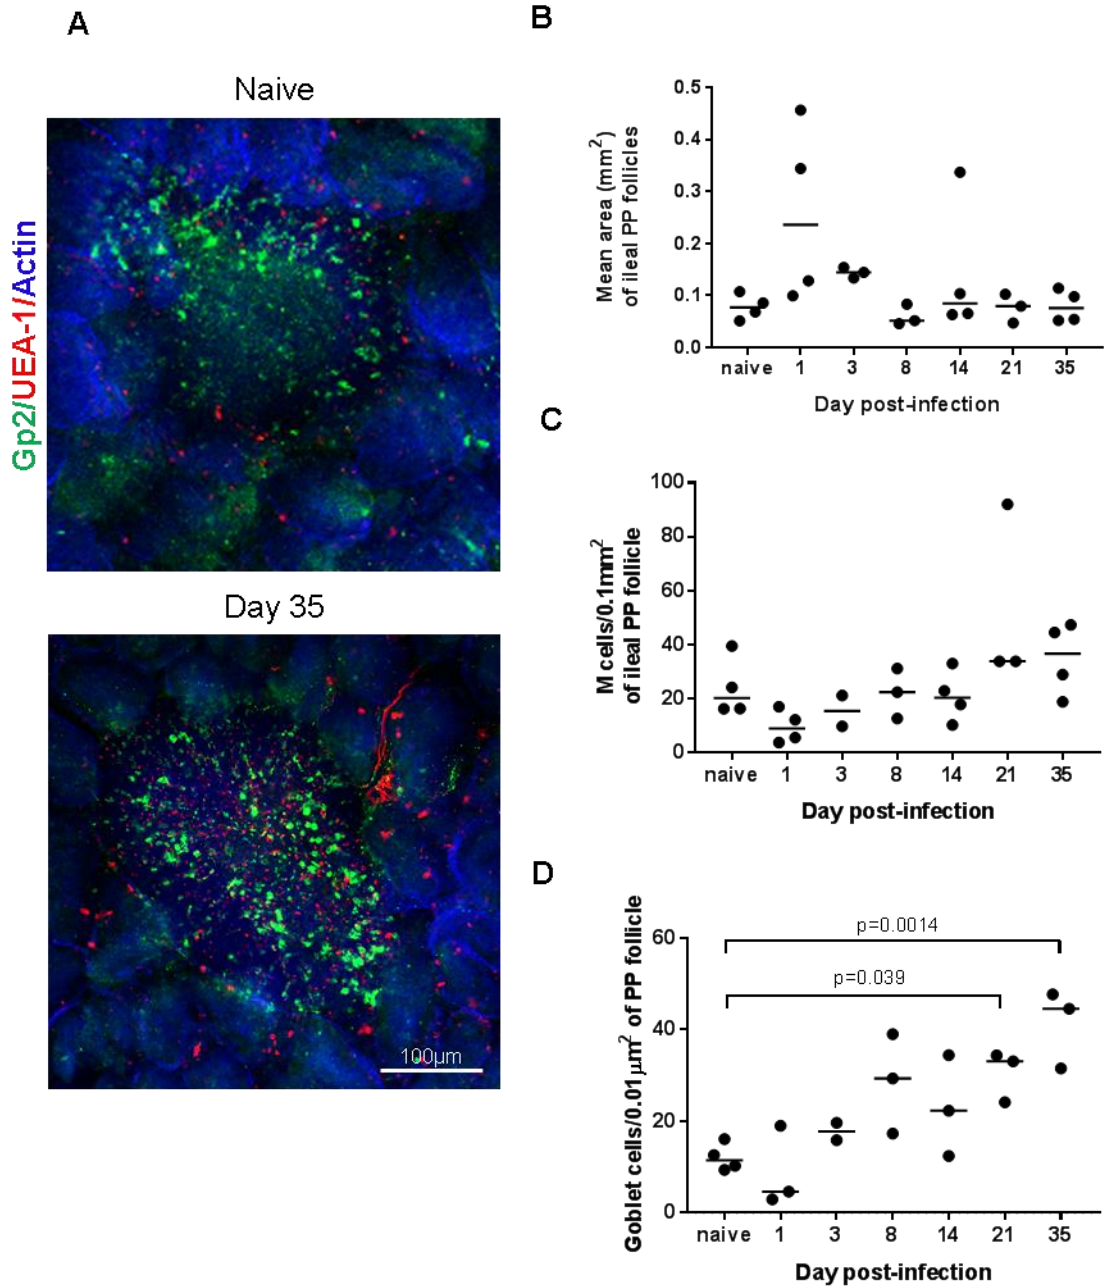 A
Naive
Gp2/UEA-1/Actin
Day 35
100μm
B
Mean area (mm²)
of ileal PP follicles
0.5
0.4
0.3
0.2
0.1
0.0
naive 1 3 8 14 21 35
Day post-infection
C
M cells/0.1mm²
of ileal PP follicle
100
80
60
40
20
0
naive 1 3 8 14 21 35
Day post-infection
D
Goblet cells/0.01μm² of PP follicle
60
40
20
0
p=0.0014
p=0.039
naive 1 3 8 14 21 35
Day post-infection